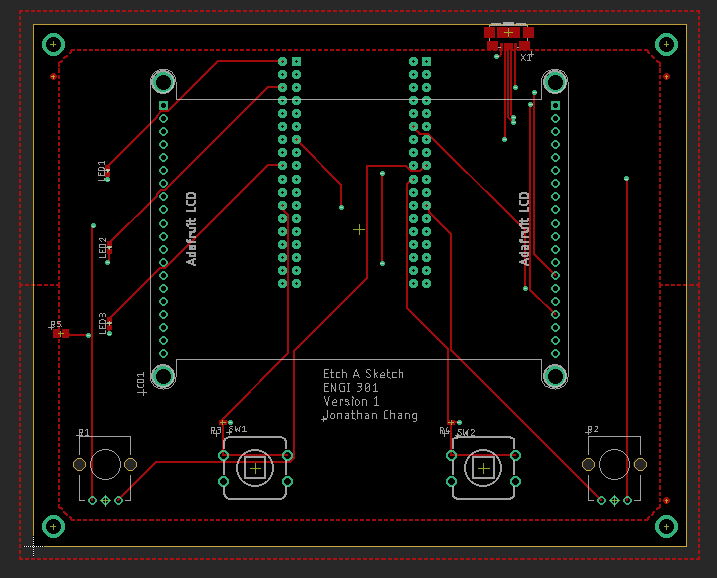 X1
LED1
Adafruit LCD
Adafruit LCD
LED2
LED3
R5
LCD1
Etch A Sketch
ENGI 301
Version 1
Jonathan Chang
R1
R3
SW1
R4
SW2
R2